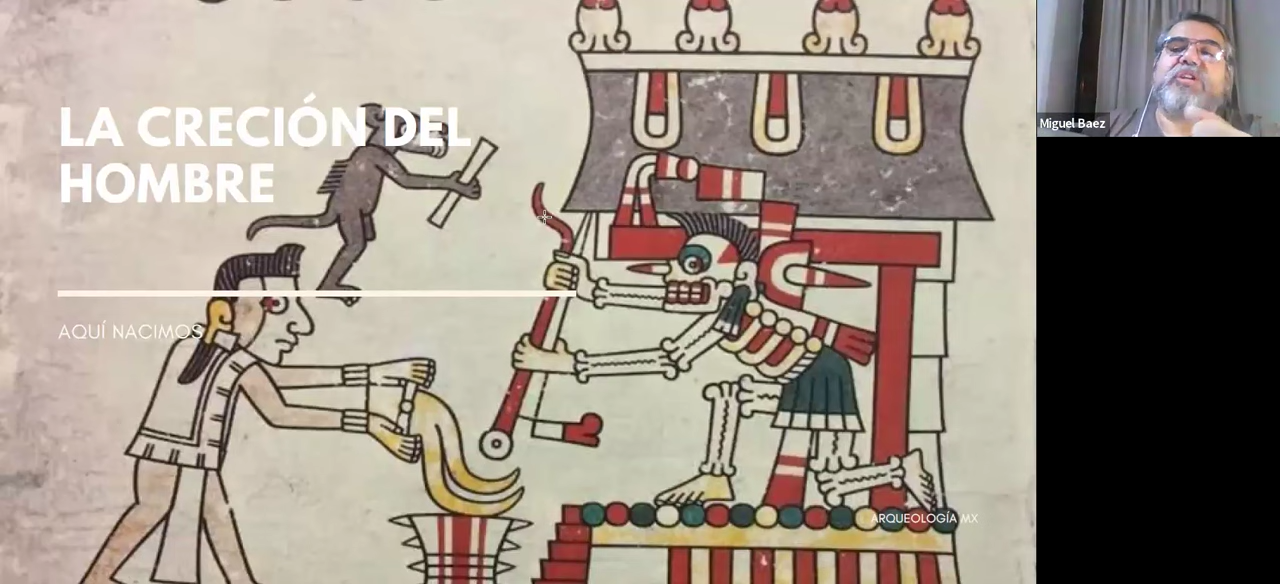 LA CRECIÓN DEL
HOMBRE
AQUÍ NACIMOS
ARQUEOLOGÍA MX
Miguel Baez